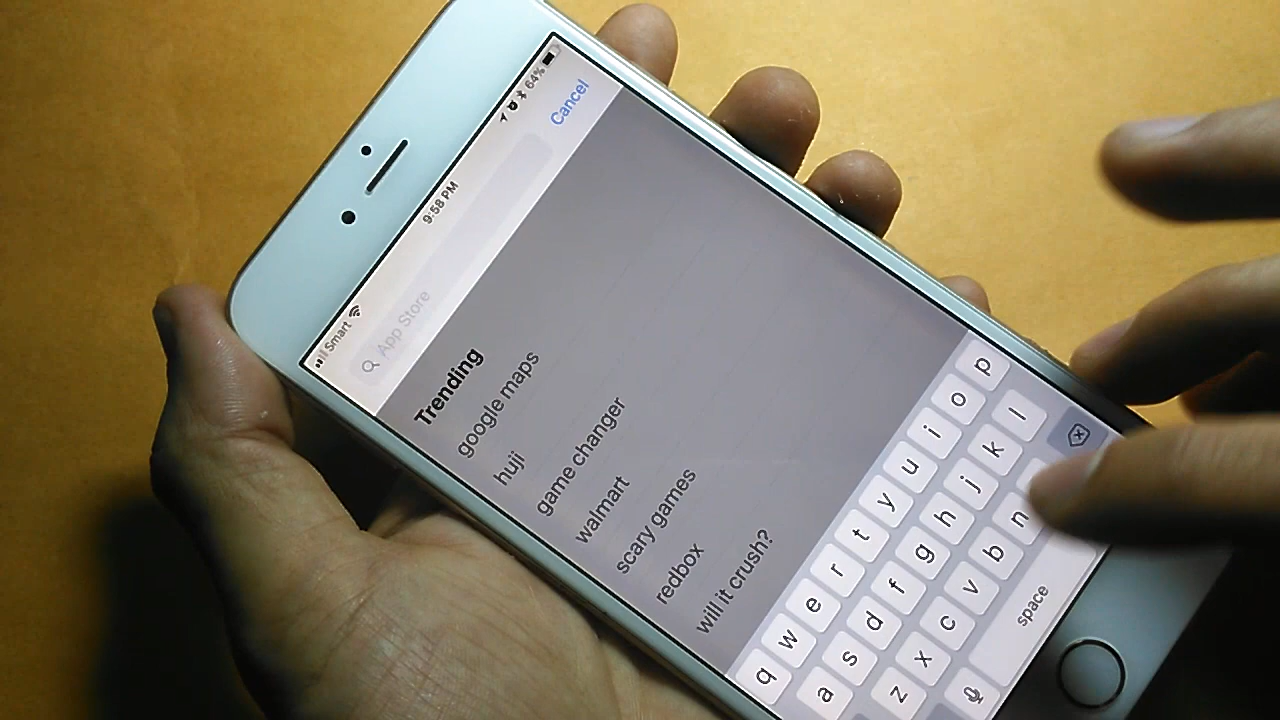 Smart 9:58 PM 64%
App Store Cancel
Trending
google maps
huji
game changer
walmart
scary games
redbox
will it crush?
q w e r t y u i o p
a s d f g h j k l
z x c v b n
space